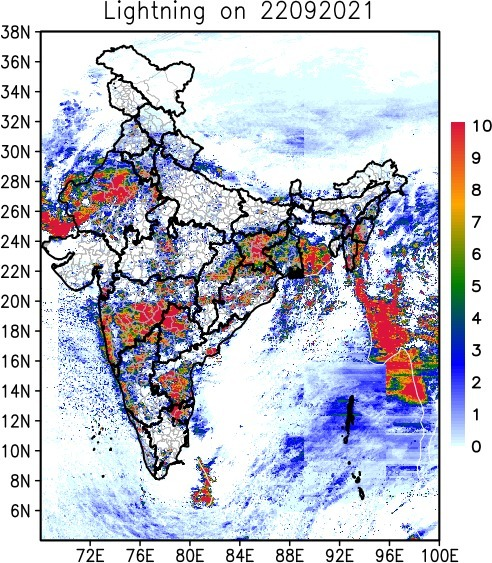 Lightning on 22092021
38N
36N
34N
32N
30N
28N
26N
24N
22N
20N
18N
16N
14N
12N
10N
8N
6N
72E 76E 80E 84E 88E 92E 96E 100E
10
9
8
7
6
5
4
3
2
1
0